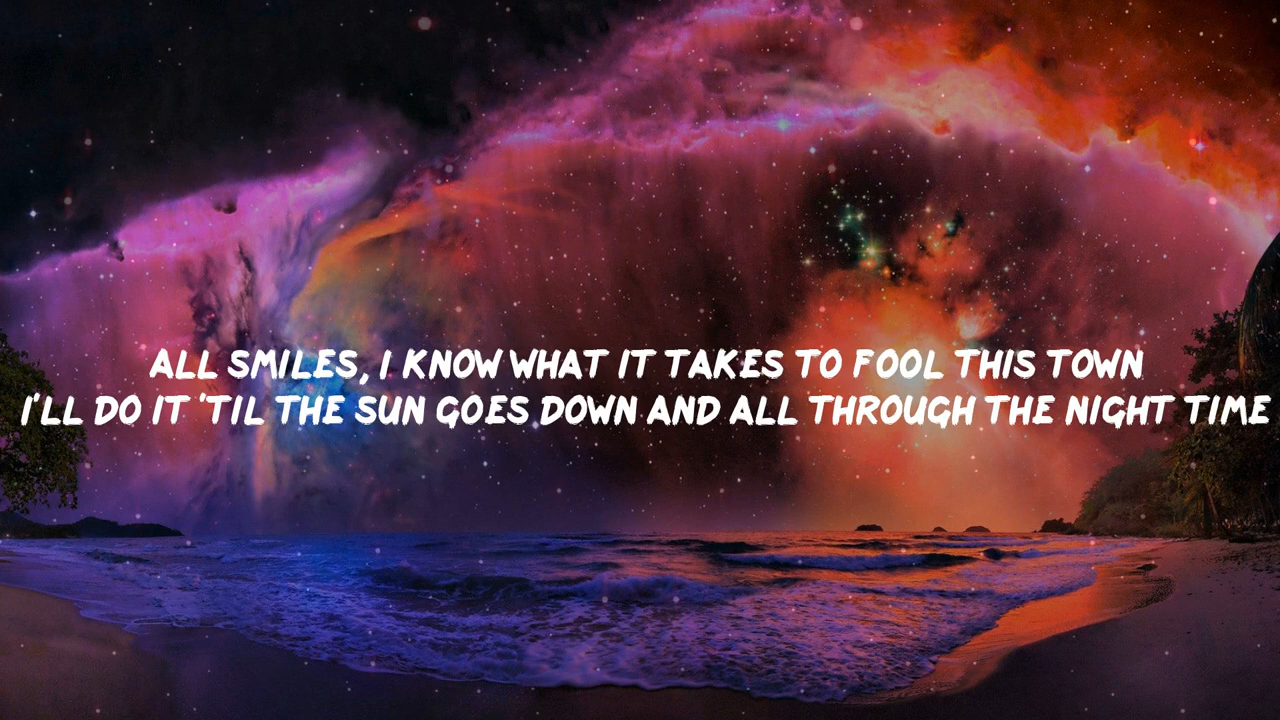 ALL SMILES, I KNOW WHAT IT TAKES TO FOOL THIS TOWN
I'LL DO IT 'TIL THE SUN GOES DOWN AND ALL THROUGH THE NIGHT TIME